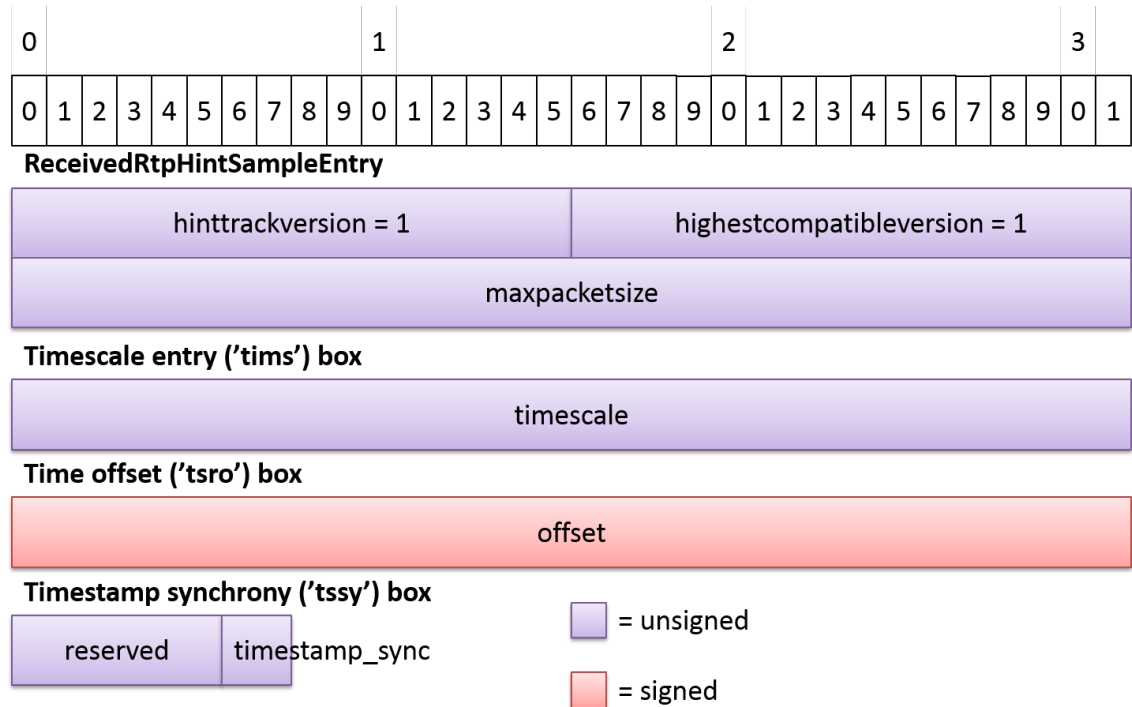 0 1 2 3
0 1 2 3 4 5 6 7 8 9 0 1 2 3 4 5 6 7 8 9 0 1 2 3 4 5 6 7 8 9 0 1
ReceivedRtpHintSampleEntry
hinttrackversion = 1 highestcompatibleversion = 1
maxpacketsize
Timescale entry (’tims’) box
timescale
Time offset (’tsro’) box
offset
Timestamp synchrony (’tssy’) box
reserved timestamp_sync
= unsigned
= signed